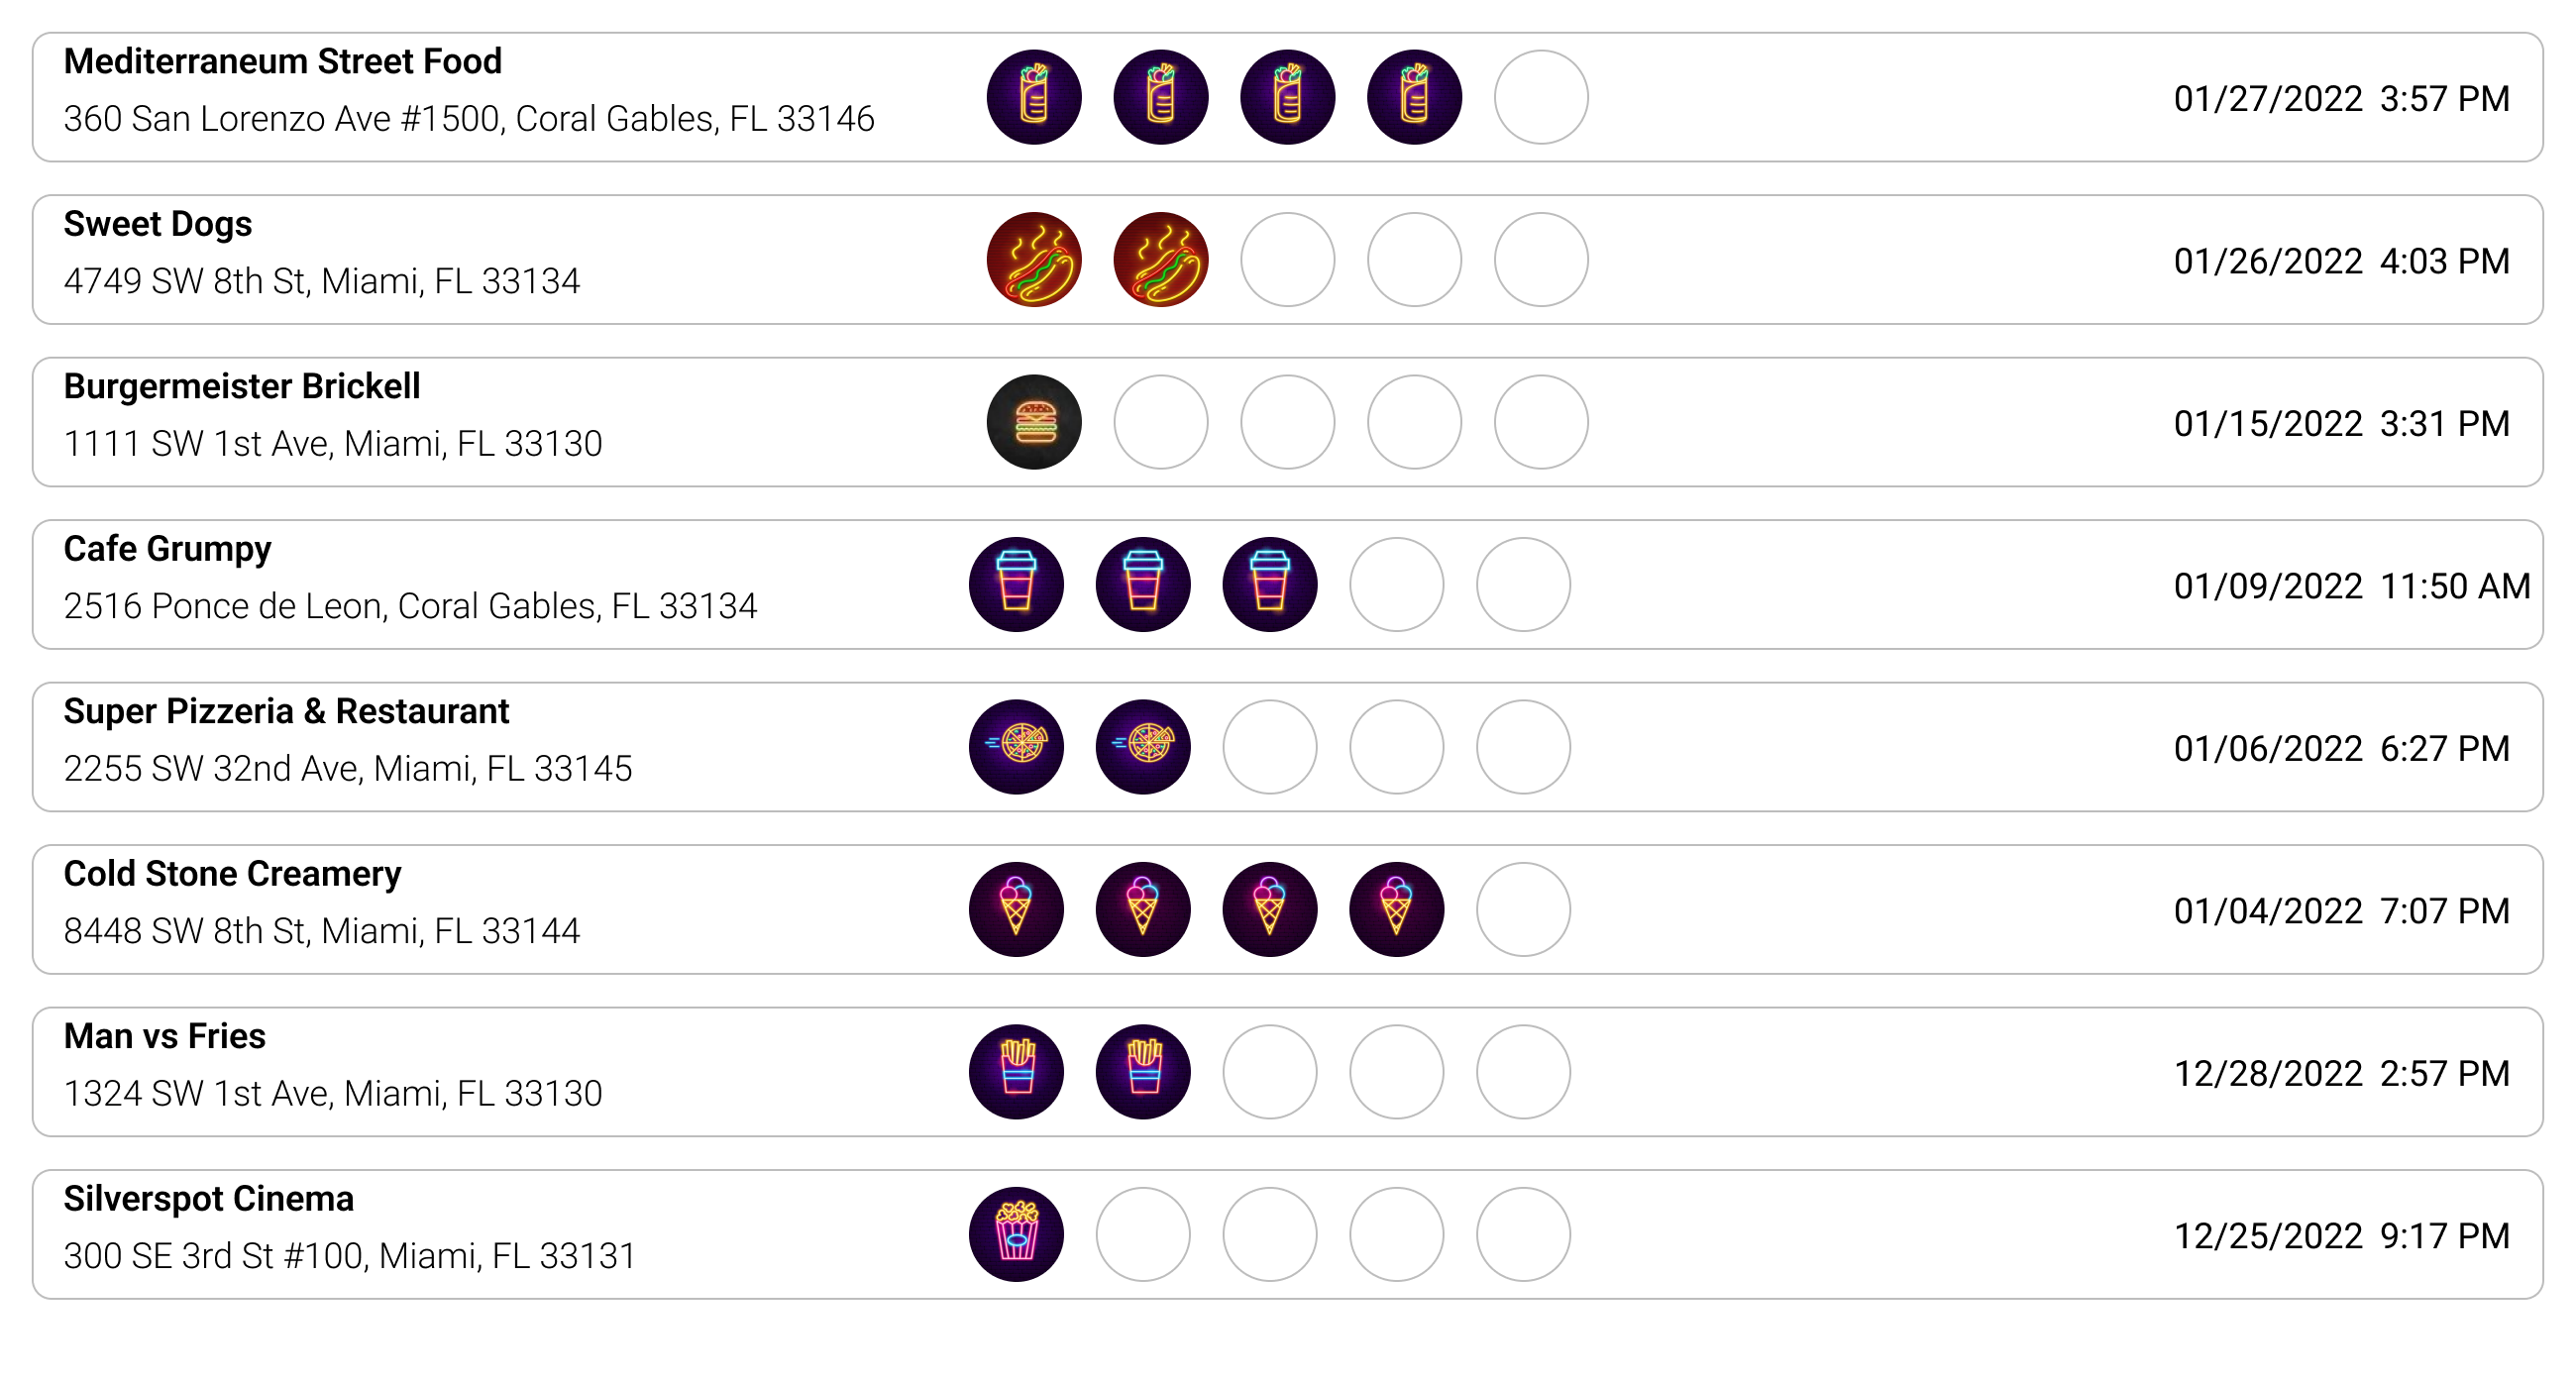 Mediterraneum Street Food
360 San Lorenzo Ave #1500, Coral Gables, FL 33146
01/27/2022 3:57 PM
Sweet Dogs
4749 SW 8th St, Miami, FL 33134
01/26/2022 4:03 PM
Burgermeister Brickell
1111 SW 1st Ave, Miami, FL 33130
01/15/2022 3:31 PM
Cafe Grumpy
2516 Ponce de Leon, Coral Gables, FL 33134
01/09/2022 11:50 AM
Super Pizzeria & Restaurant
2255 SW 32nd Ave, Miami, FL 33145
01/06/2022 6:27 PM
Cold Stone Creamery
8448 SW 8th St, Miami, FL 33144
01/04/2022 7:07 PM
Man vs Fries
1324 SW 1st Ave, Miami, FL 33130
12/28/2022 2:57 PM
Silverspot Cinema
300 SE 3rd St #100, Miami, FL 33131
12/25/2022 9:17 PM